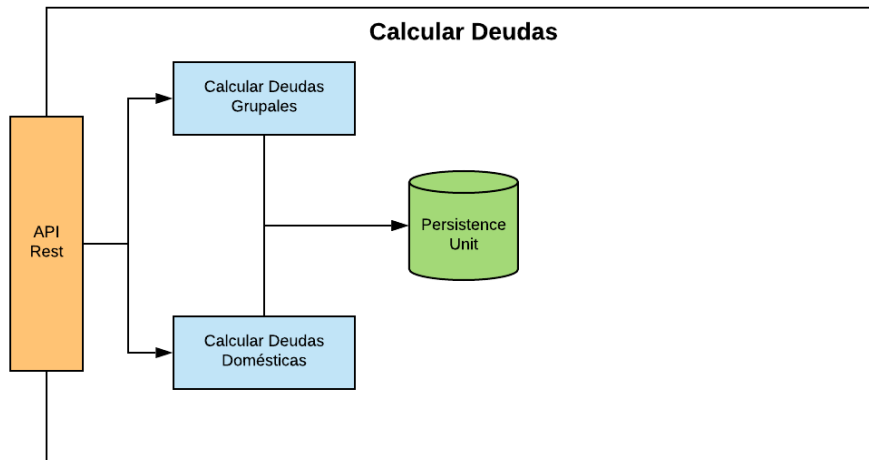 Calcular Deudas
Calcular Deudas
Grupales
API
Rest
Persistence
Unit
Calcular Deudas
Domésticas